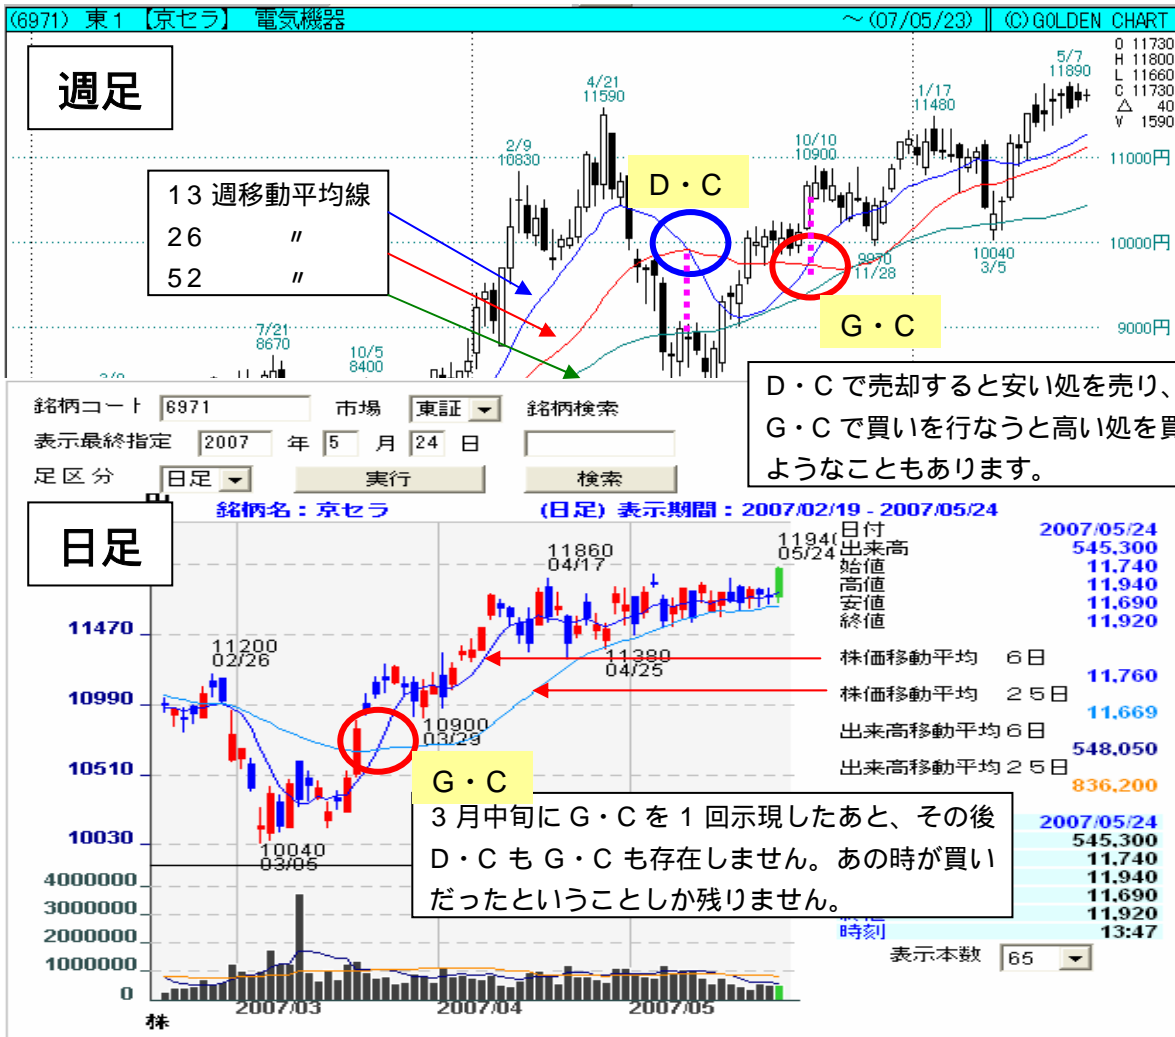 (6971) 東1 【京セラ】 電気機器 ～(07/05/23) ‖ (C)GOLDEN CHART
週足
O 11730
H 11800
L 11660
C 11730
△ 40
V 1590
5/7
11890
4/21
11590
1/17
11480
2/9
10830
10/10
10900
D・C
11000円
13週移動平均線
26 〃
52 〃
10000円
9970
11/28
10040
3/5
G・C
9000円
7/21
8670
10/5
8400
D・Cで売却すると安い処を売り、
G・Cで買いを行なうと高い処を買
ようなこともあります。
銘柄コート 6971 市場 東証 銘柄検索
表示最終指定 2007 年 5 月 24 日
足区分 日足 実行 検索
銘柄名：京セラ (日足) 表示期間：2007/02/19 - 2007/05/24
日足
11940
05/24
11860
04/17
11470
11200
02/26
11380
04/25
10990
10900
03/29
10510
10030
10040
03/05
日付 2007/05/24
出来高 545,300
始値 11,740
高値 11,940
安値 11,690
終値 11,920
株価移動平均 6日
11,760
株価移動平均 25日
11,669
出来高移動平均6日
548,050
出来高移動平均25日
836,200
G・C
3月中旬にG・Cを1回示現したあと、その後
D・CもG・Cも存在しません。あの時が買い
だったということしか残りません。
2007/05/24
545,300
11,740
11,940
11,690
11,920
時刻 13:47
表示本数 65
4000000
3000000
2000000
1000000
0
株
2007/03 2007/04 2007/05